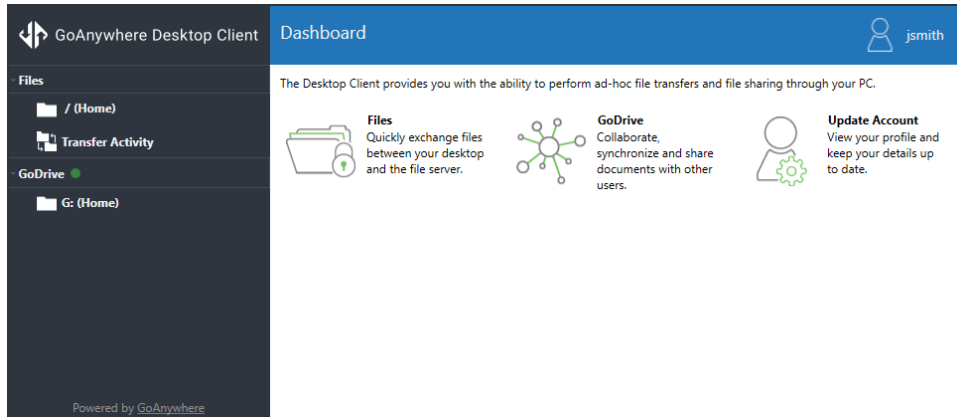 GoAnywhere Desktop Client
Dashboard
jsmith
Files
/ (Home)
Transfer Activity
GoDrive
G: (Home)
Powered by GoAnywhere
The Desktop Client provides you with the ability to perform ad-hoc file transfers and file sharing through your PC.
Files
Quickly exchange files
between your desktop
and the file server.
GoDrive
Collaborate,
synchronize and share
documents with other
users.
Update Account
View your profile and
keep your details up
to date.